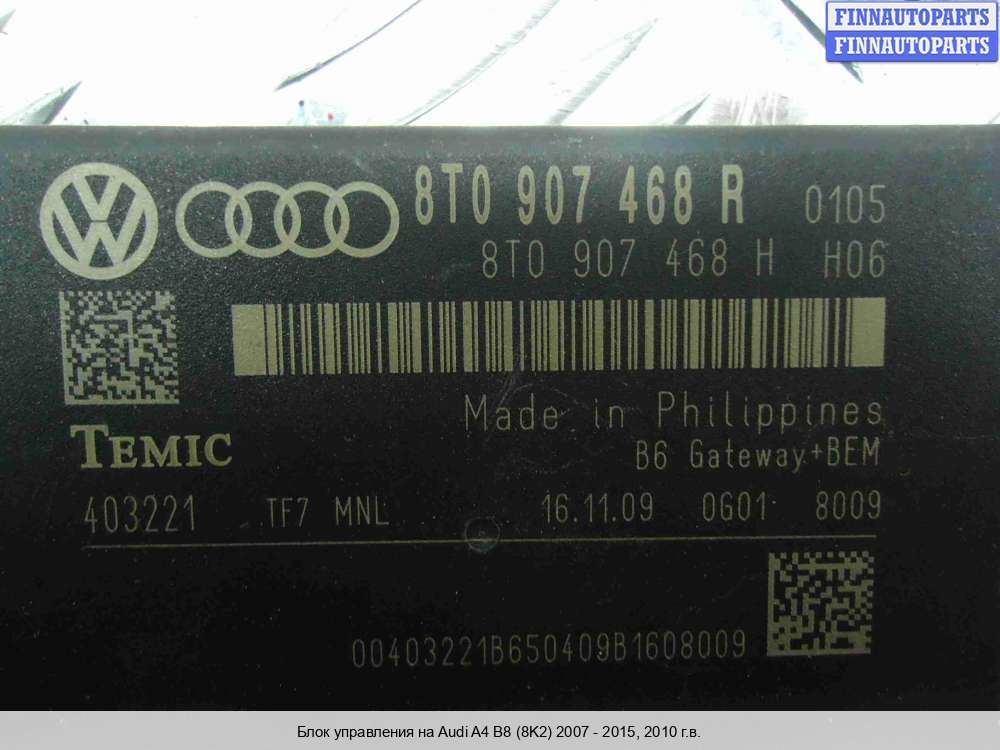 FINNAUTOPARTS
FINNAUTOPARTS
8T0 907 468 R 0105
8T0 907 468 H H06
TEMIC
Made in Philippines
B6 Gateway+BEM
403221 TF7 MNL 16.11.09 0G01 8009
00403221B650409B1608009
Блок управления на Audi A4 B8 (8K2) 2007 - 2015, 2010 г.в.